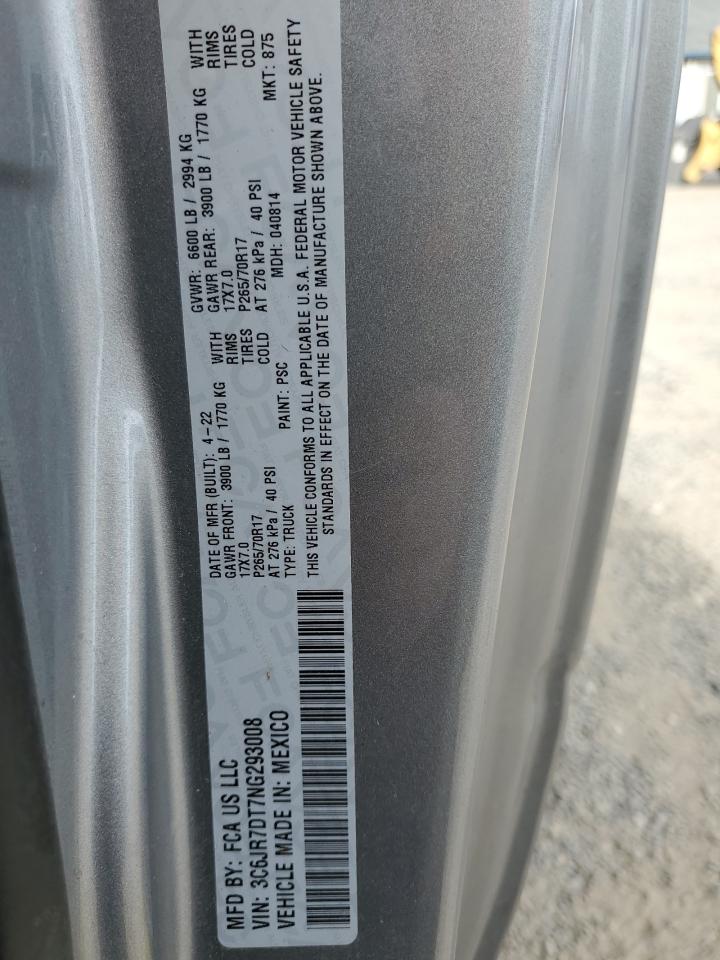 MFD BY: FCA US LLC
VIN: 3C6JR7DT7NG293008
VEHICLE MADE IN: MEXICO
DATE OF MFR (BUILT): 4-22 GVWR: 6600 LB / 2994 KG
GAWR FRONT: 3900 LB / 1770 KG WITH GAWR REAR: 3900 LB / 1770 KG WITH
17X7.0 RIMS 17X7.0 RIMS
P265/70R17 TIRES P265/70R17 TIRES
AT 276 kPa / 40 PSI COLD AT 276 kPa / 40 PSI COLD
TYPE: TRUCK PAINT: PSC MDH: 040814 MKT: 875
THIS VEHICLE CONFORMS TO ALL APPLICABLE U.S.A. FEDERAL MOTOR VEHICLE SAFETY
STANDARDS IN EFFECT ON THE DATE OF MANUFACTURE SHOWN ABOVE.